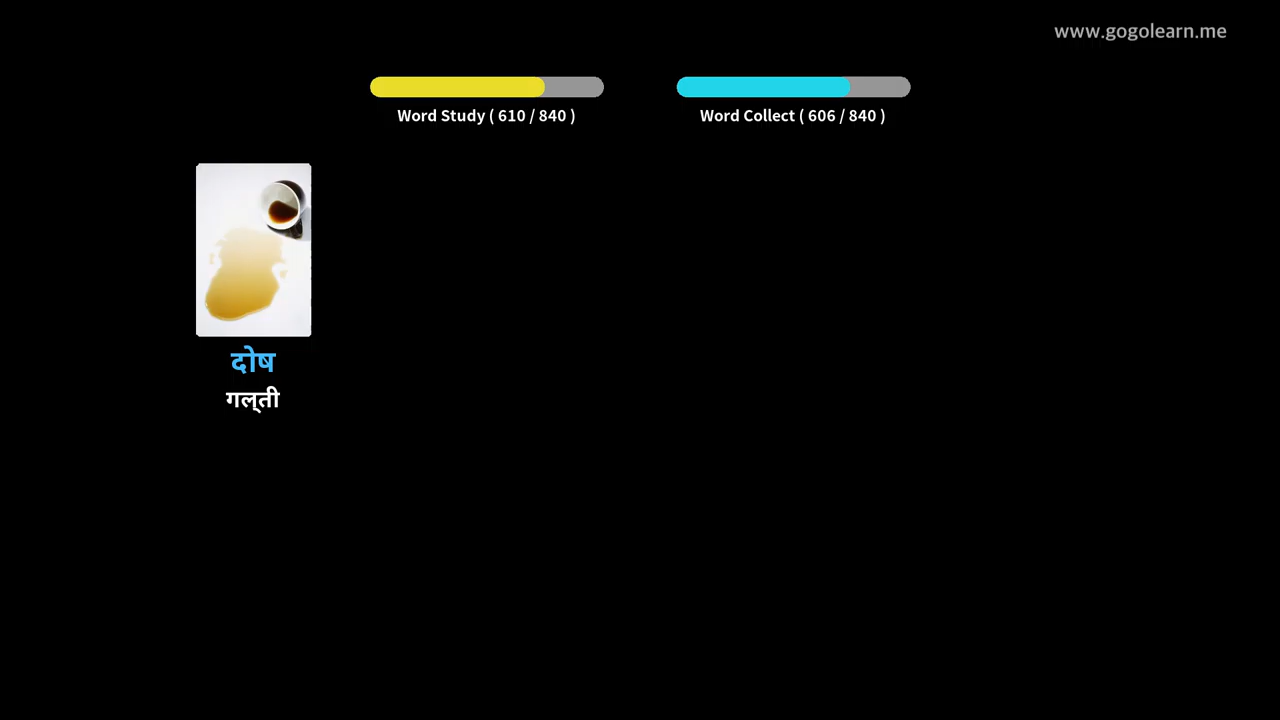 www.gogolearn.me
Word Study ( 610 / 840 )
Word Collect ( 606 / 840 )
दोष
गल्‌ती